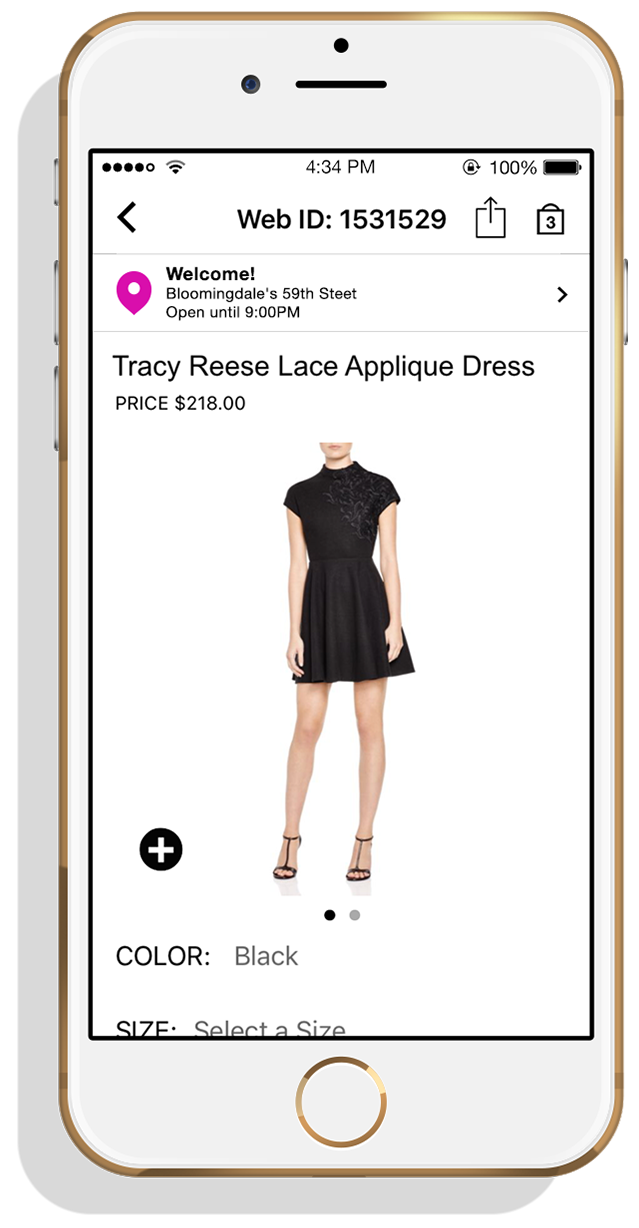 4:34 PM 100%
Web ID: 1531529 3
Welcome!
Bloomingdale's 59th Steet
Open until 9:00PM
Tracy Reese Lace Applique Dress
PRICE $218.00
COLOR: Black
SIZE: Select a Size